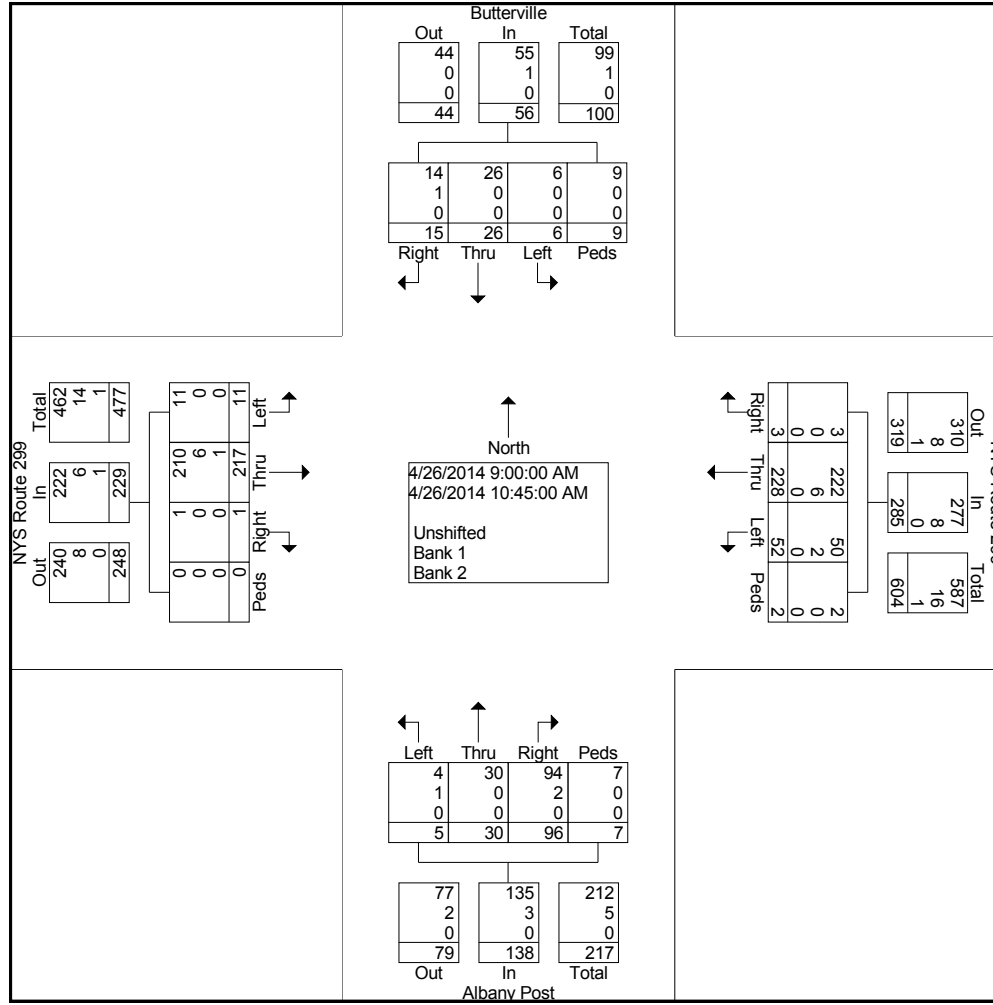 Butterville
Out In Total
44 55 99
0 1 1
0 0 0
44 56 100
14 26 6 9
1 0 0 0
0 0 0 0
15 26 6 9
Right Thru Left Peds
NYS Route 299
Total In Out
462 222 240
14 6 8
1 1 0
477 229 248
11 210 1 0
0 6 0 0
0 1 0 0
11 217 1 0
Left Thru Right Peds
North
4/26/2014 9:00:00 AM
4/26/2014 10:45:00 AM
Unshifted
Bank 1
Bank 2
Right Thru Left Peds
3 228 52 2
0 0 0 0
0 6 2 0
3 222 50 2
Out In Total
310 277 587
8 8 16
1 0 1
319 285 604
Left Thru Right Peds
4 30 94 7
1 0 2 0
0 0 0 0
5 30 96 7
77 135 212
2 3 5
0 0 0
79 138 217
Out In Total
Albany Post